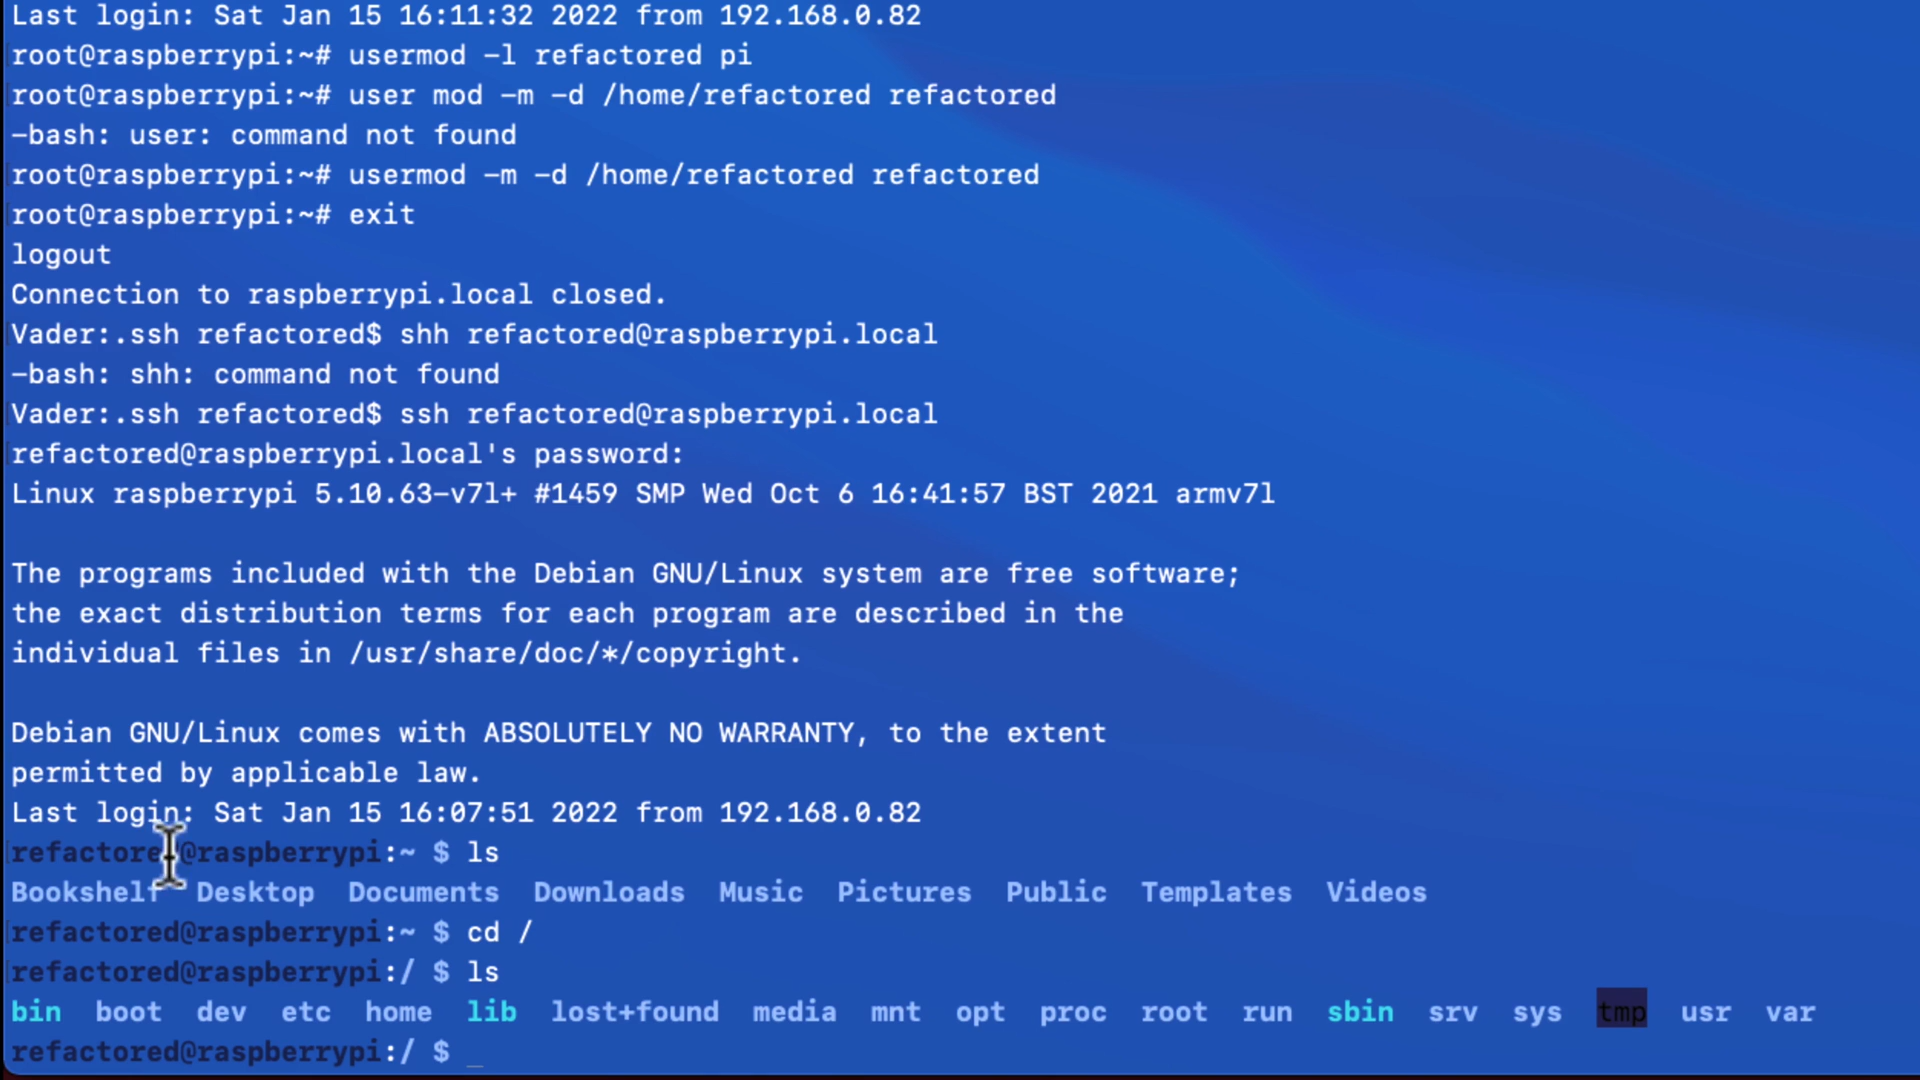 Last login: Sat Jan 15 16:11:32 2022 from 192.168.0.82
root@raspberrypi:~# usermod -l refactored pi
root@raspberrypi:~# user mod -m -d /home/refactored refactored
-bash: user: command not found
root@raspberrypi:~# usermod -m -d /home/refactored refactored
root@raspberrypi:~# exit
logout
Connection to raspberrypi.local closed.
Vader:.ssh refactored$ shh refactored@raspberrypi.local
-bash: shh: command not found
Vader:.ssh refactored$ ssh refactored@raspberrypi.local
refactored@raspberrypi.local's password:
Linux raspberrypi 5.10.63-v7l+ #1459 SMP Wed Oct 6 16:41:57 BST 2021 armv7l
The programs included with the Debian GNU/Linux system are free software;
the exact distribution terms for each program are described in the
individual files in /usr/share/doc/*/copyright.
Debian GNU/Linux comes with ABSOLUTELY NO WARRANTY, to the extent
permitted by applicable law.
Last login: Sat Jan 15 16:07:51 2022 from 192.168.0.82
refactored@raspberrypi:~ $ ls
Bookshelf Desktop Documents Downloads Music Pictures Public Templates Videos
refactored@raspberrypi:~ $ cd /
refactored@raspberrypi:/ $ ls
bin boot dev etc home lib lost+found media mnt opt proc root run sbin srv sys tmp usr var
refactored@raspberrypi:/ $ _